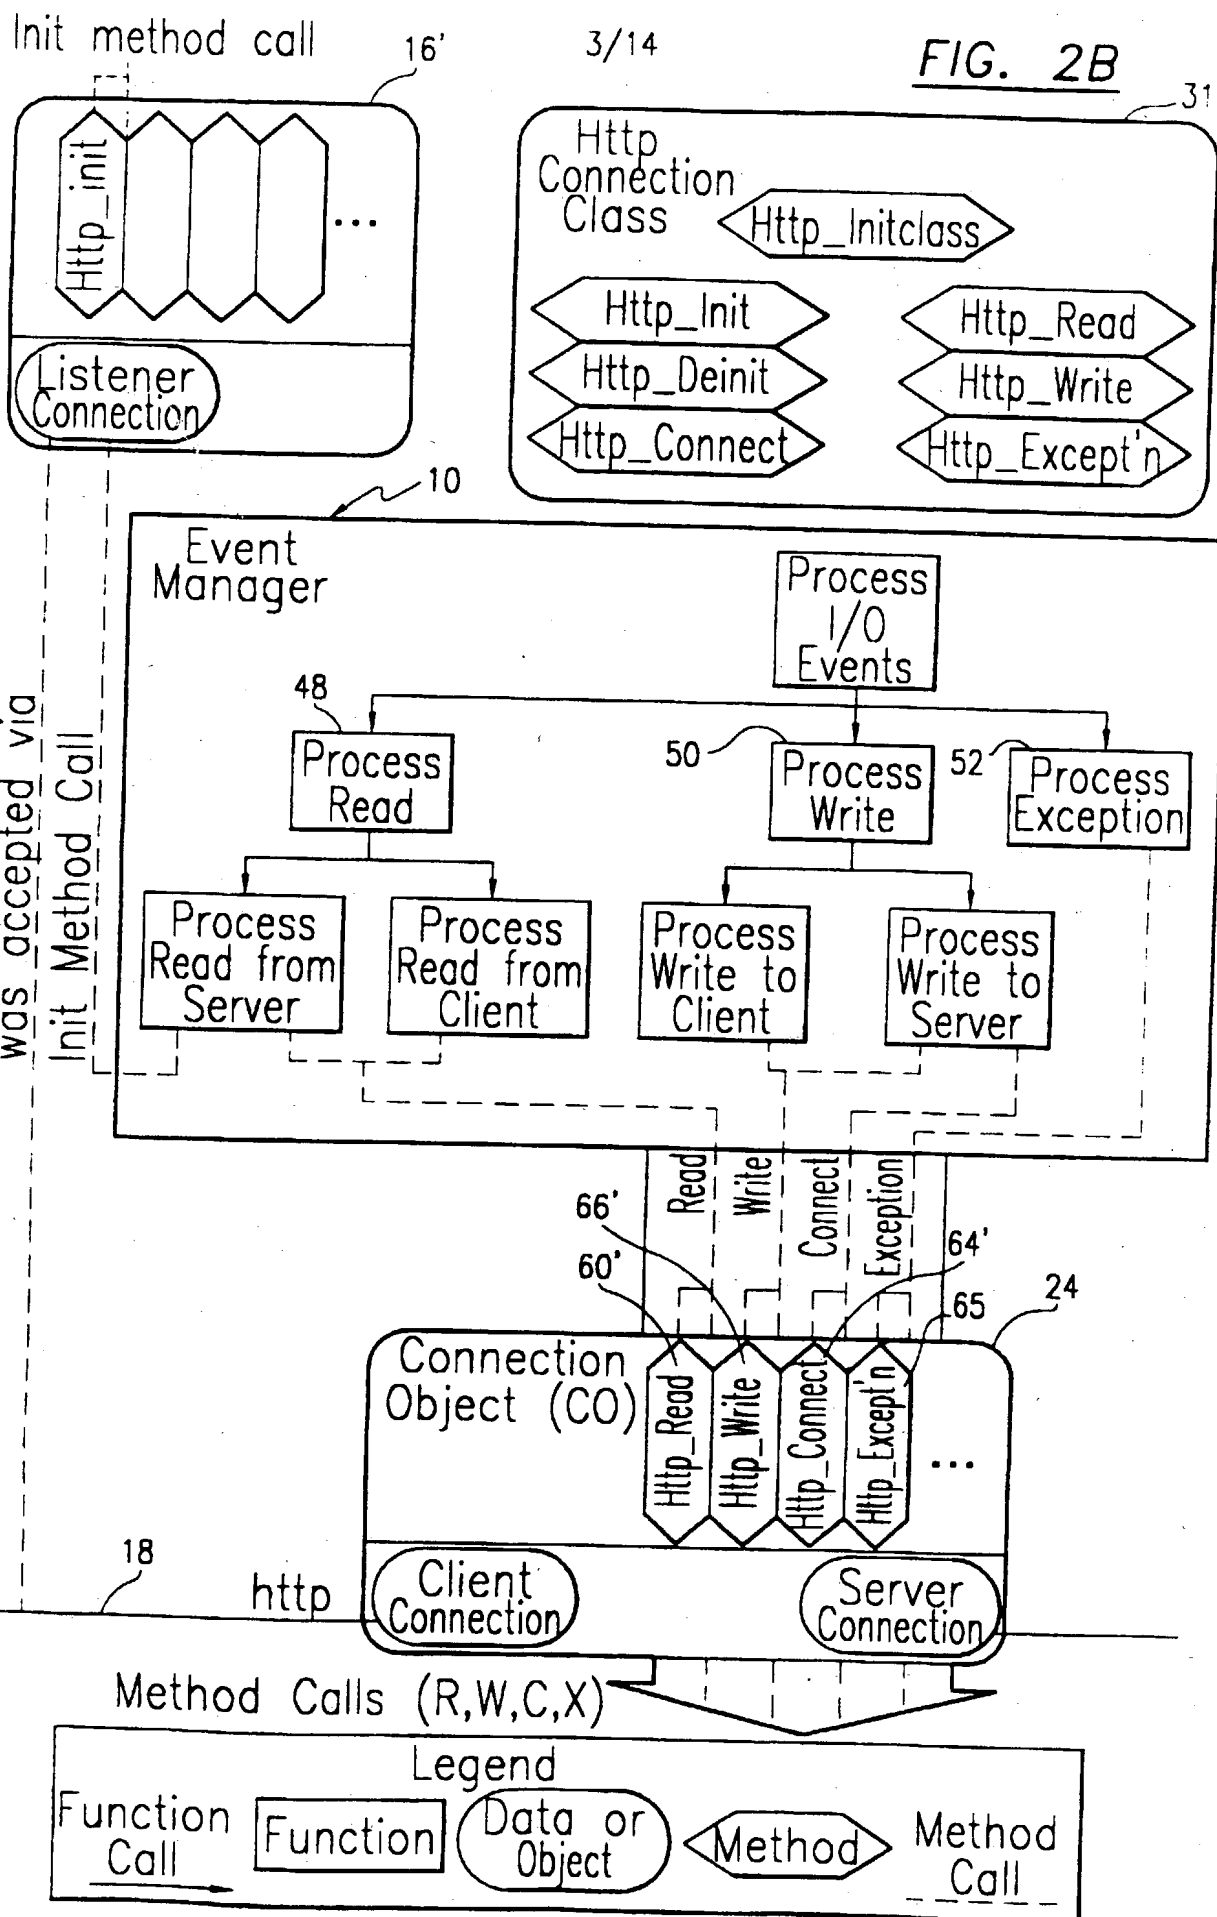 Init method call
16'
3/14
FIG. 2B
31
Http_init
...
Listener
Connection
Http
Connection
Class
Http_Initclass
Http_Init
Http_Deinit
Http_Connect
Http_Read
Http_Write
Http_Except'n
10
Event
Manager
Process
I/O
Events
48
Process
Read
50
Process
Write
52
Process
Exception
Process
Read from
Server
Process
Read from
Client
Process
Write to
Client
Process
Write to
Server
was accepted via
Init Method Call
Read
Write
Connect
Exception
66'
60'
64'
65
24
Connection
Object (CO)
Http_Read
Http_Write
Http_Connect
Http_Except'n
...
18
http
Client
Connection
Server
Connection
Method Calls (R,W,C,X)
Legend
Function
Call
Function
Data or
Object
Method
Method
Call